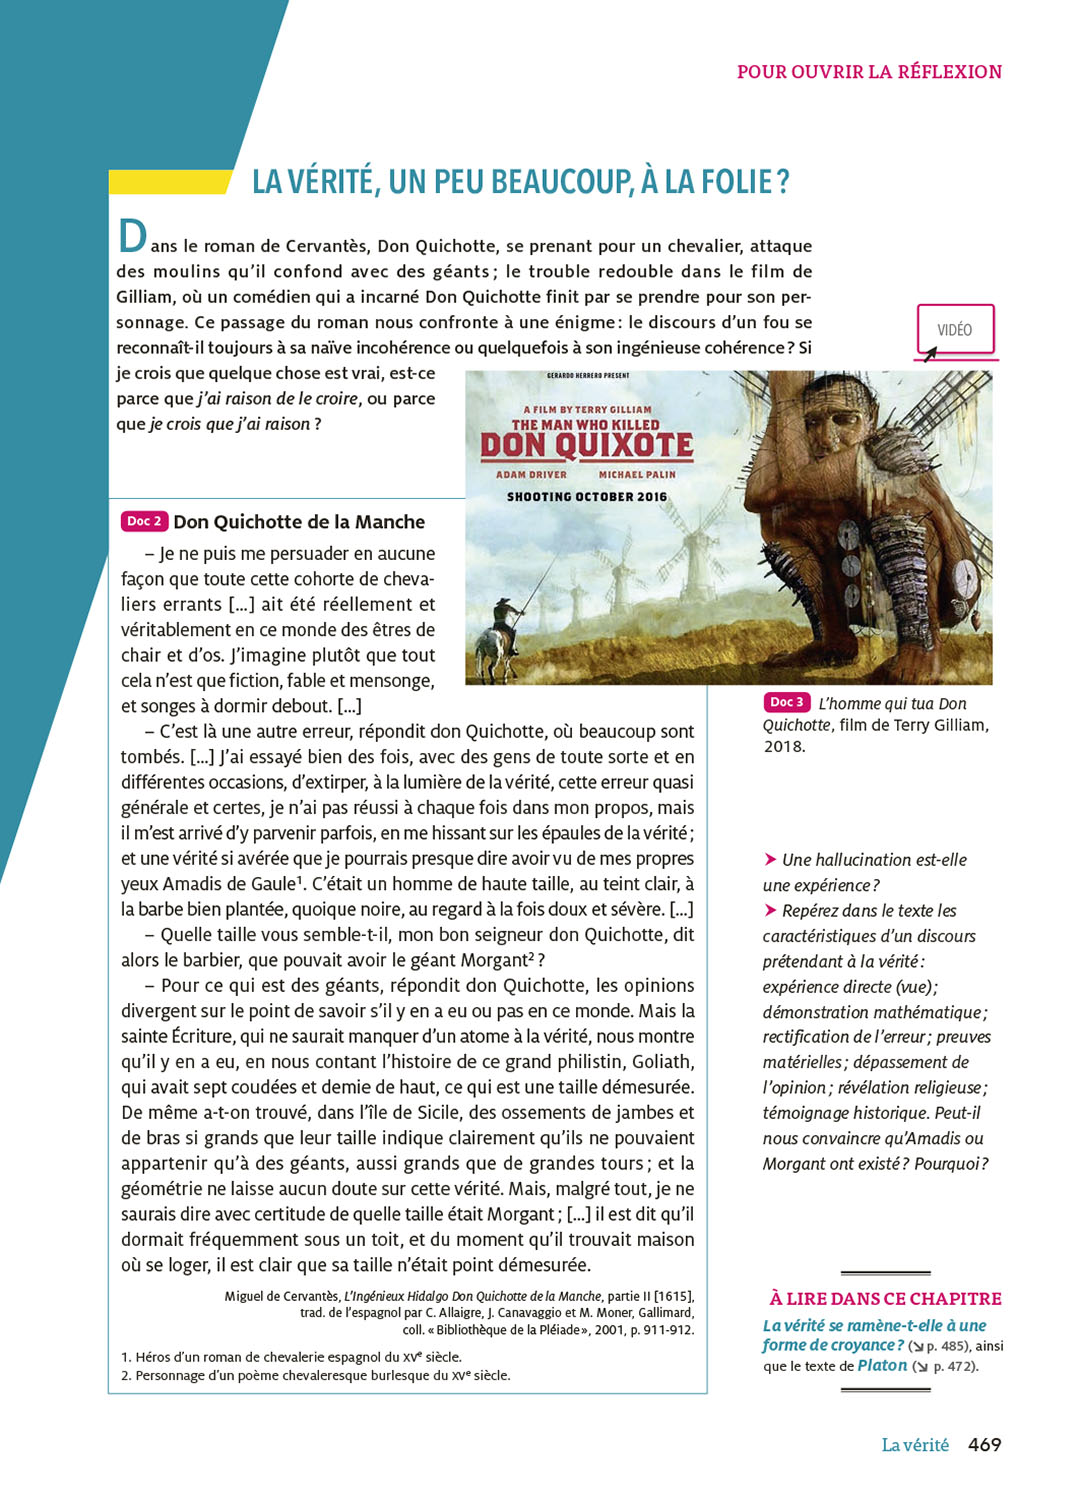 POUR OUVRIR LA RÉFLEXION
LA VÉRITÉ, UN PEU BEAUCOUP, À LA FOLIE ?
Dans le roman de Cervantès, Don Quichotte, se prenant pour un chevalier, attaque
des moulins qu’il confond avec des géants ; le trouble redouble dans le film de
Gilliam, où un comédien qui a incarné Don Quichotte finit par se prendre pour son per-
sonnage. Ce passage du roman nous confronte à une énigme : le discours d’un fou se
reconnaît-il toujours à sa naïve incohérence ou quelquefois à son ingénieuse cohérence ? Si
je crois que quelque chose est vrai, est-ce
parce que j’ai raison de le croire, ou parce
que je crois que j’ai raison ?
VIDÉO
GERARDO HERRERO PRESENT
A FILM BY TERRY GILLIAM
THE MAN WHO KILLED
DON QUIXOTE
ADAM DRIVER MICHAEL PALIN
SHOOTING OCTOBER 2016
Doc 2 Don Quichotte de la Manche
– Je ne puis me persuader en aucune
façon que toute cette cohorte de cheva-
liers errants [...] ait été réellement et
véritablement en ce monde des êtres de
chair et d’os. J’imagine plutôt que tout
cela n’est que fiction, fable et mensonge,
et songes à dormir debout. [...]
– C’est là une autre erreur, répondit don Quichotte, où beaucoup sont
tombés. [...] J’ai essayé bien des fois, avec des gens de toute sorte et en
différentes occasions, d’extirper, à la lumière de la vérité, cette erreur quasi
générale et certes, je n’ai pas réussi à chaque fois dans mon propos, mais
il m’est arrivé d’y parvenir parfois, en me hissant sur les épaules de la vérité ;
et une vérité si avérée que je pourrais presque dire avoir vu de mes propres
yeux Amadis de Gaule¹. C’était un homme de haute taille, au teint clair, à
la barbe bien plantée, quoique noire, au regard à la fois doux et sévère. [...]
– Quelle taille vous semble-t-il, mon bon seigneur don Quichotte, dit
alors le barbier, que pouvait avoir le géant Morgant² ?
– Pour ce qui est des géants, répondit don Quichotte, les opinions
divergent sur le point de savoir s’il y en a eu ou pas en ce monde. Mais la
sainte Écriture, qui ne saurait manquer d’un atome à la vérité, nous montre
qu’il y en a eu, en nous contant l’histoire de ce grand philistin, Goliath,
qui avait sept coudées et demie de haut, ce qui est une taille démesurée.
De même a-t-on trouvé, dans l’île de Sicile, des ossements de jambes et
de bras si grands que leur taille indique clairement qu’ils ne pouvaient
appartenir qu’à des géants, aussi grands que de grandes tours ; et la
géométrie ne laisse aucun doute sur cette vérité. Mais, malgré tout, je ne
saurais dire avec certitude de quelle taille était Morgant ; [...] il est dit qu’il
dormait fréquemment sous un toit, et du moment qu’il trouvait maison
où se loger, il est clair que sa taille n’était point démesurée.
Miguel de Cervantès, L’Ingénieux Hidalgo Don Quichotte de la Manche, partie II [1615],
trad. de l’espagnol par C. Allaigre, J. Canavaggio et M. Moner, Gallimard,
coll. « Bibliothèque de la Pléiade », 2001, p. 911-912.
1. Héros d’un roman de chevalerie espagnol du XVe siècle.
2. Personnage d’un poème chevaleresque burlesque du XVe siècle.
Doc 3 L’homme qui tua Don
Quichotte, film de Terry Gilliam,
2018.
➤ Une hallucination est-elle
une expérience ?
➤ Repérez dans le texte les
caractéristiques d’un discours
prétendant à la vérité :
expérience directe (vue) ;
démonstration mathématique ;
rectification de l’erreur ; preuves
matérielles ; dépassement de
l’opinion ; révélation religieuse ;
témoignage historique. Peut-il
nous convaincre qu’Amadis ou
Morgant ont existé ? Pourquoi ?
À LIRE DANS CE CHAPITRE
La vérité se ramène-t-elle à une
forme de croyance ? (↘ p. 485), ainsi
que le texte de Platon (↘ p. 472).
La vérité 469